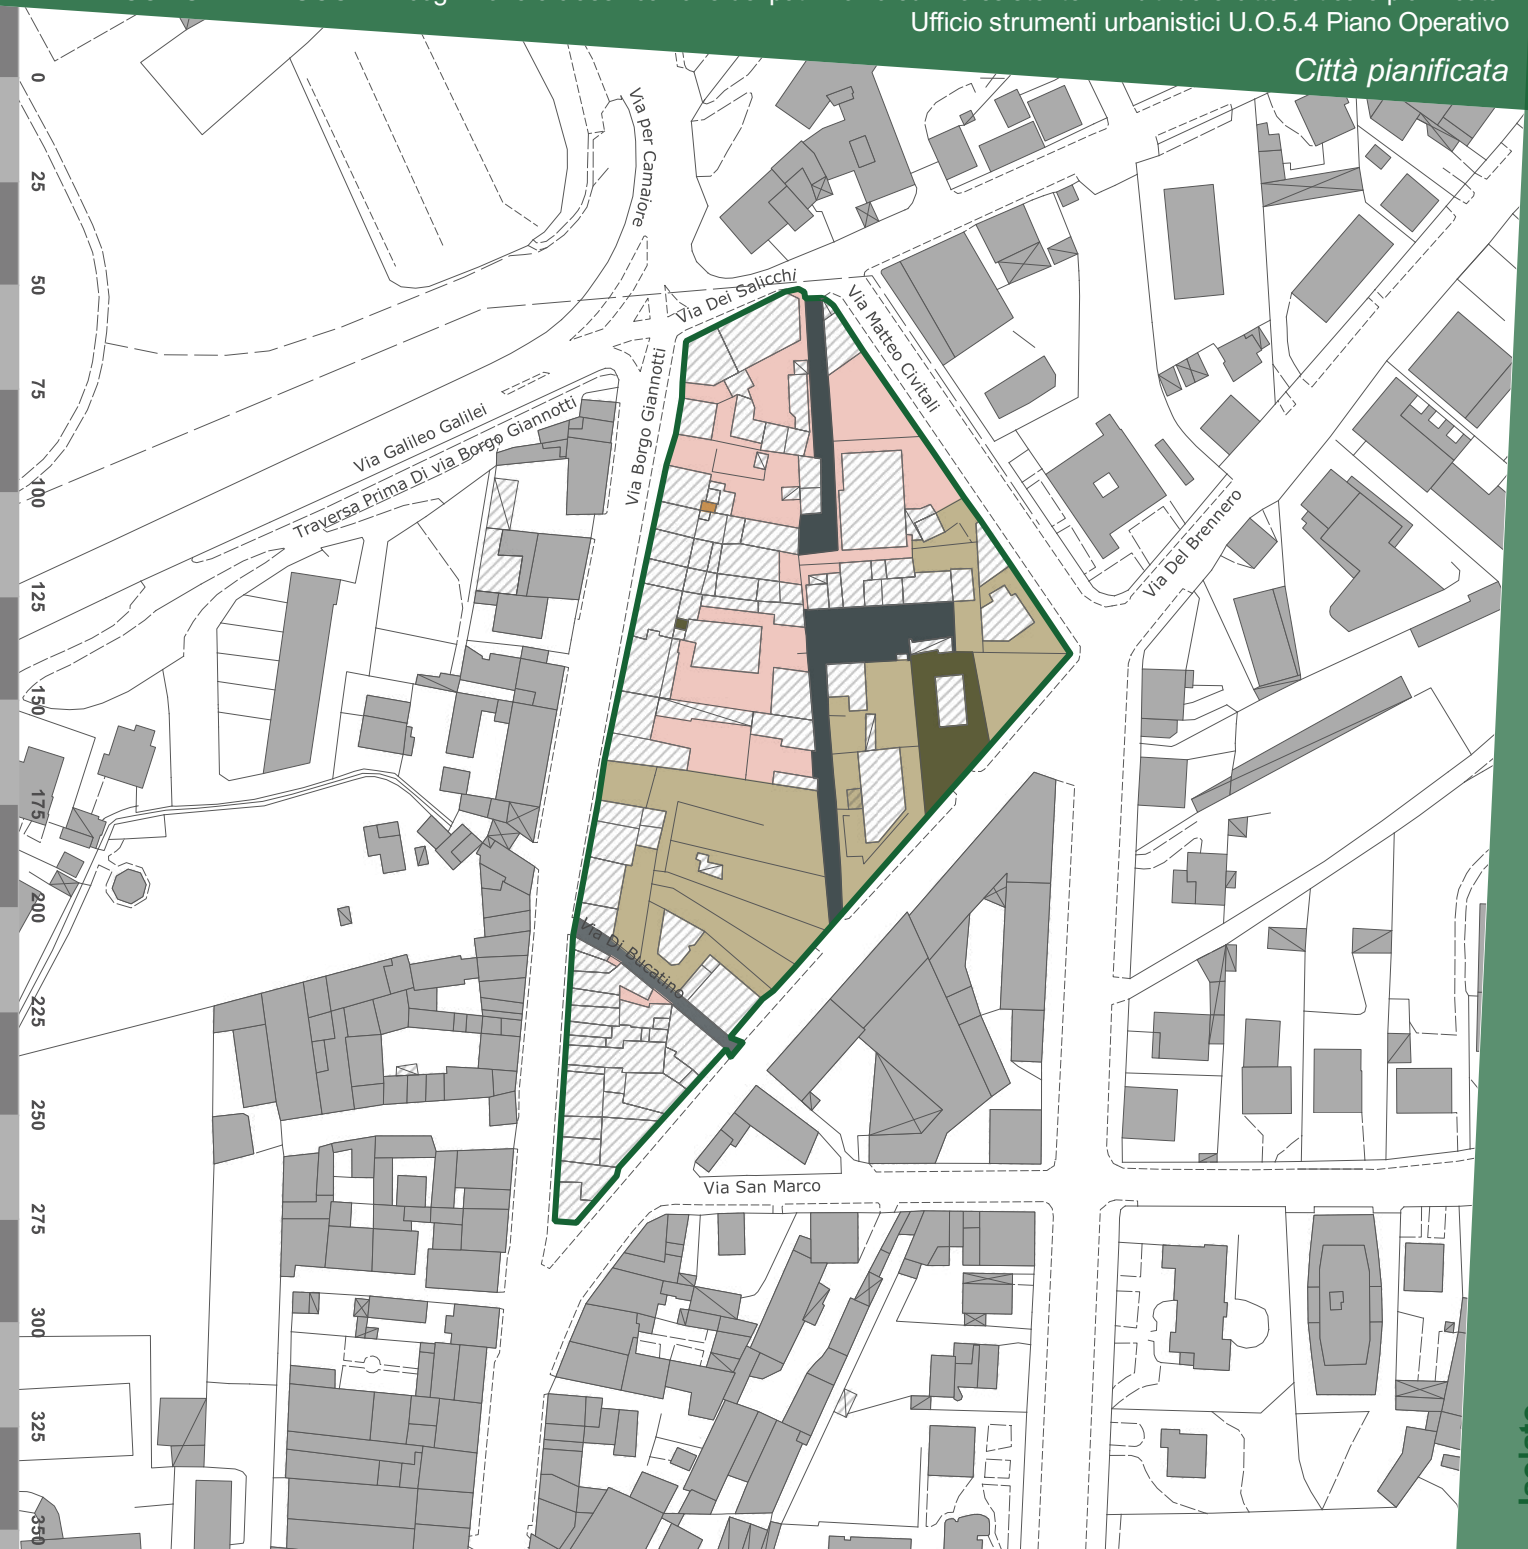 Ufficio strumenti urbanistici U.O.5.4 Piano Operativo
Città pianificata
0
25
50
75
100
125
150
175
200
225
250
275
300
325
350
Via per Camaiore
Via Dei Salicchi
Via Matteo Civitali
Via Borgo Giannotti
Via Galileo Galilei
Traversa Prima Di via Borgo Giannotti
Via Del Brennero
Via Di Bucatino
Via San Marco